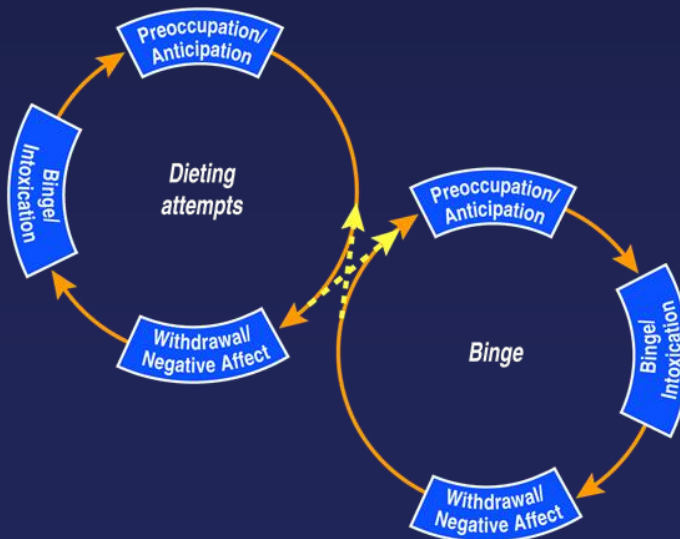 Preoccupation/
Anticipation
Binge/
Intoxication
Dieting
attempts
Withdrawal/
Negative Affect
Preoccupation/
Anticipation
Binge/
Intoxication
Binge
Withdrawal/
Negative Affect